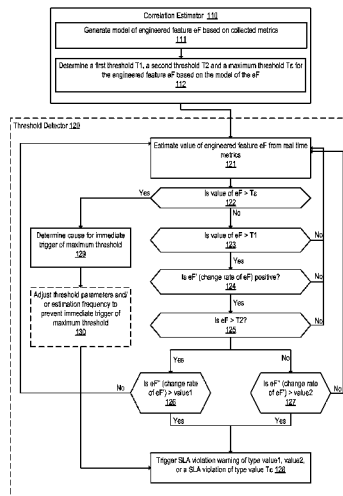 Correlation Estimator 110
Generate model of engineered feature eF based on collected metrics
111
Determine a first threshold T1, a second threshold T2 and a maximum threshold Tε for
the engineered feature eF based on the model of the eF
112
Threshold Detector 120
Estimate value of engineered feature eF from real time
metrics
121
Yes
Is value of eF > Tε
122
No
Determine cause for immediate
trigger of maximum threshold
129
Is value of eF > T1
123
No
Yes
Is eF' (change rate of eF) positive?
124
No
Yes
Adjust threshold parameters and/
or estimation frequency to
prevent immediate trigger of
maximum threshold
130
Is eF > T2?
125
Yes
No
No
Is eF'' (change rate
of eF') > value1
126
Is eF'' (change rate
of eF') > value2
127
No
Yes
Yes
Trigger SLA violation warning of type value1, value2,
or a SLA violation of type value Tε 128